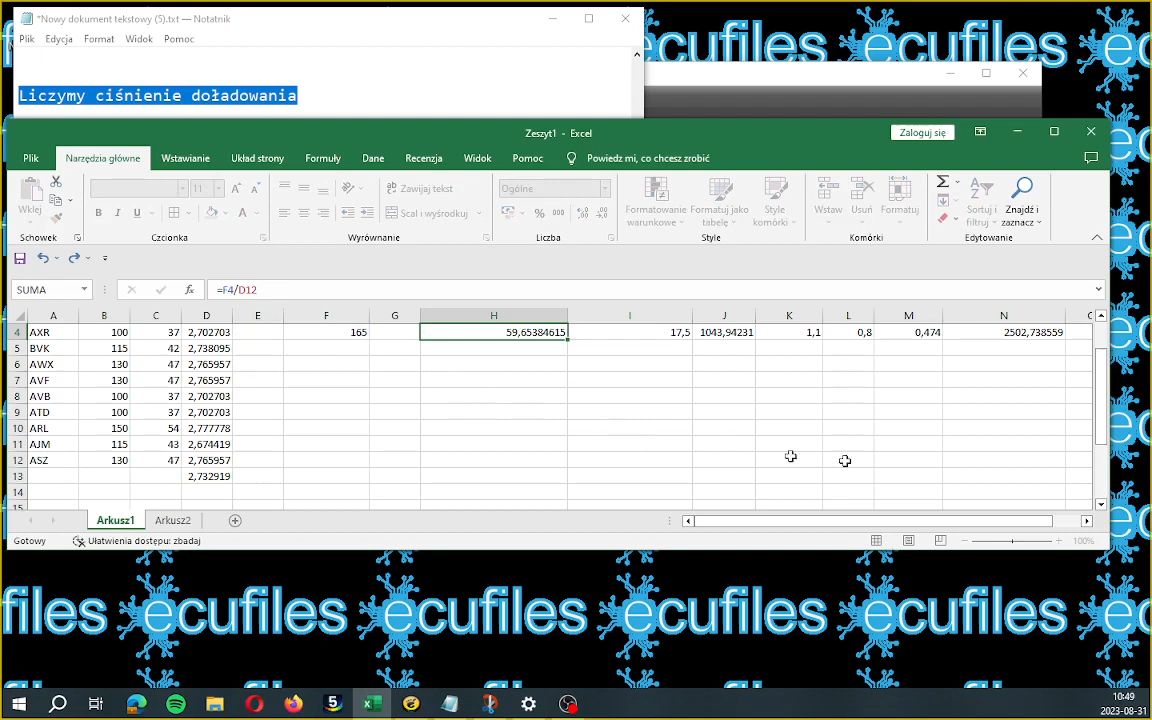 *Nowy dokument tekstowy (5).txt — Notatnik
Plik Edycja Format Widok Pomoc
Liczymy ciśnienie doładowania
Zeszyt1 - Excel
Zaloguj się
Plik Narzędzia główne Wstawianie Układ strony Formuły Dane Recenzja Widok Pomoc Powiedz mi, co chcesz zrobić
Wklej
11
Zawijaj tekst
Scal i wyśrodkuj
Ogólne
Formatowanie warunkowe
Formatuj jako tabelę
Style komórki
Wstaw Usuń Formatuj
Sortuj i filtruj
Znajdź i zaznacz
Schowek Czcionka Wyrównanie Liczba Style Komórki Edytowanie
SUMA fx =F4/D12
A B C D E F G H I J K L M N
4 AXR 100 37 2,702703 165 59,65384615 17,5 1043,94231 1,1 0,8 0,474 2502,738559
5 BVK 115 42 2,738095
6 AWX 130 47 2,765957
7 AVF 130 47 2,765957
8 AVB 100 37 2,702703
9 ATD 100 37 2,702703
10 ARL 150 54 2,777778
11 AJM 115 43 2,674419
12 ASZ 130 47 2,765957
13 2,732919
14
15
Arkusz1 Arkusz2
Gotowy Ułatwienia dostępu: zbadaj 100%
ecufiles
ecufiles
ecufiles
ecufiles
10:49
2023-08-31